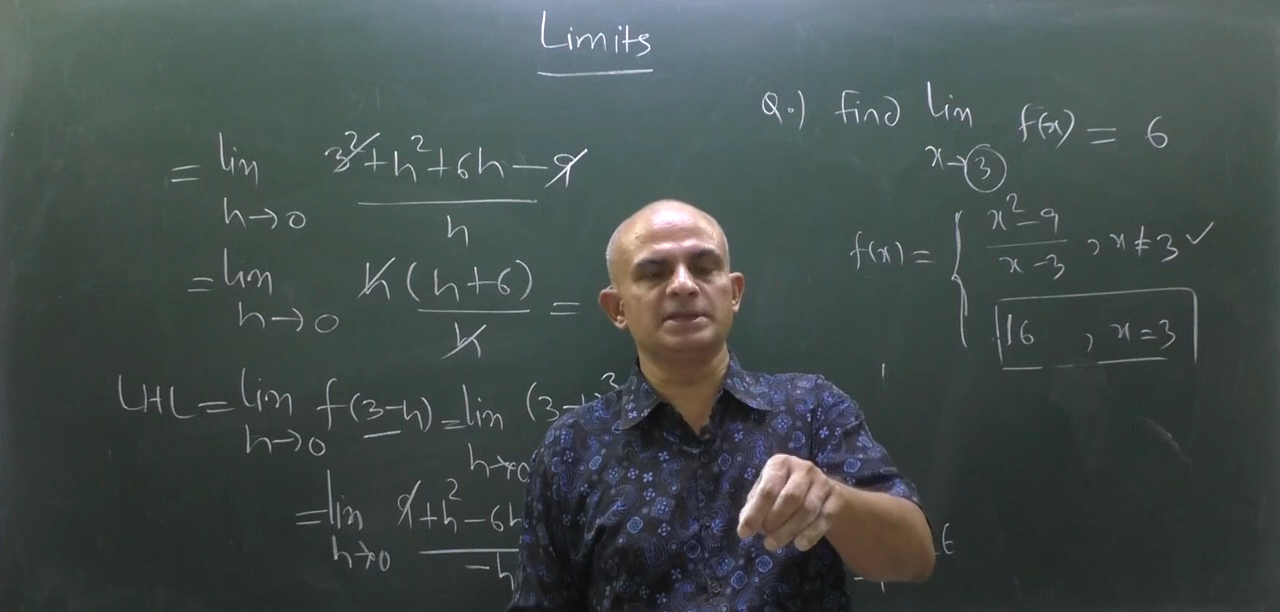 Limits
= lim h→0 (3²+h²+6h−9)/h
= lim h→0 h(h+6)/h =
LHL = lim h→0 f(3−h) = lim h→0 (3−h)²
= lim h→0 (9+h²−6h)/−h
Q.) find lim x→3 f(x) = 6
f(x) = { (x²−9)/(x−3) , x≠3 ✓
16 , x=3